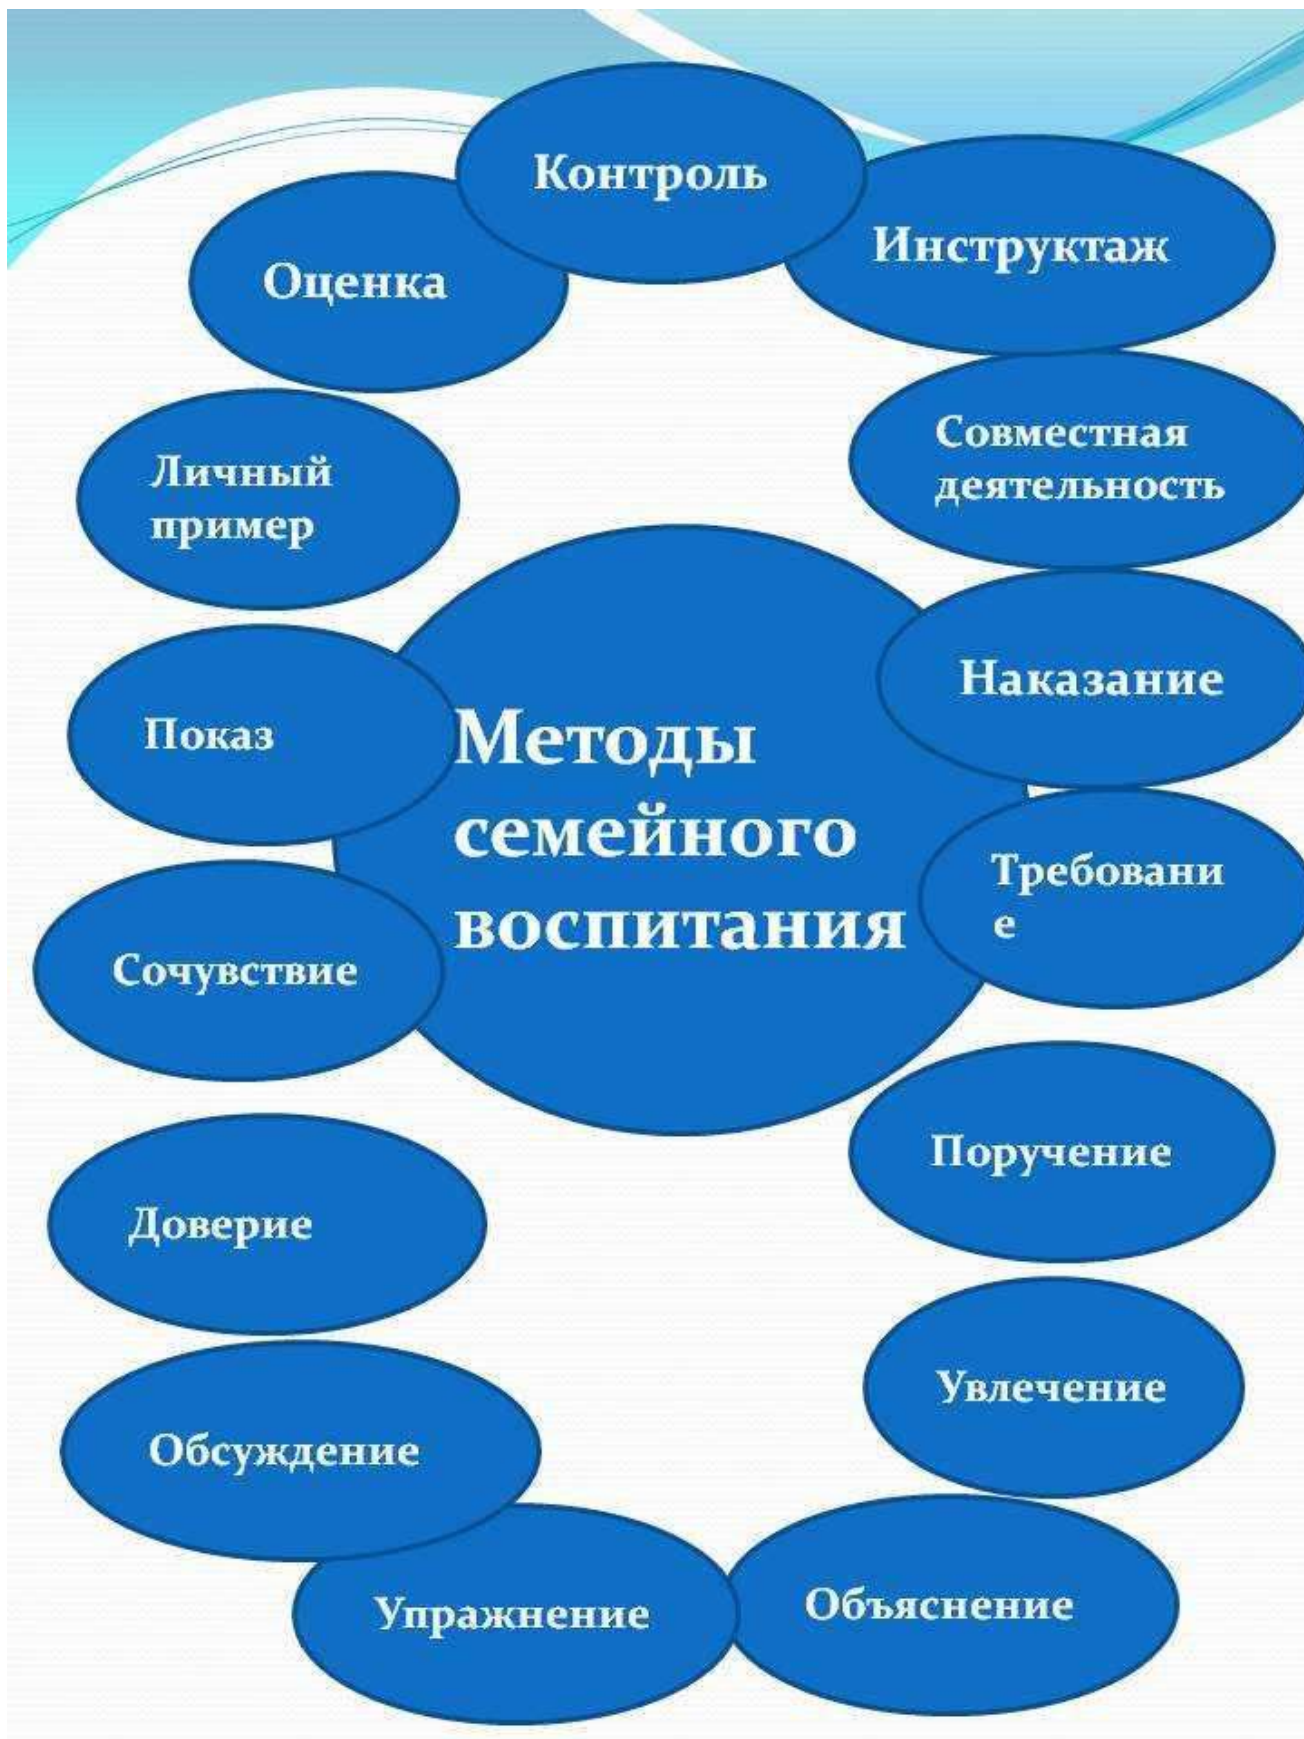 Контроль
Инструктаж
Оценка
Совместная
деятельность
Личный
пример
Наказание
Показ
Методы
семейного
воспитания
Требовани
е
Сочувствие
Поручение
Доверие
Увлечение
Обсуждение
Объяснение
Упражнение